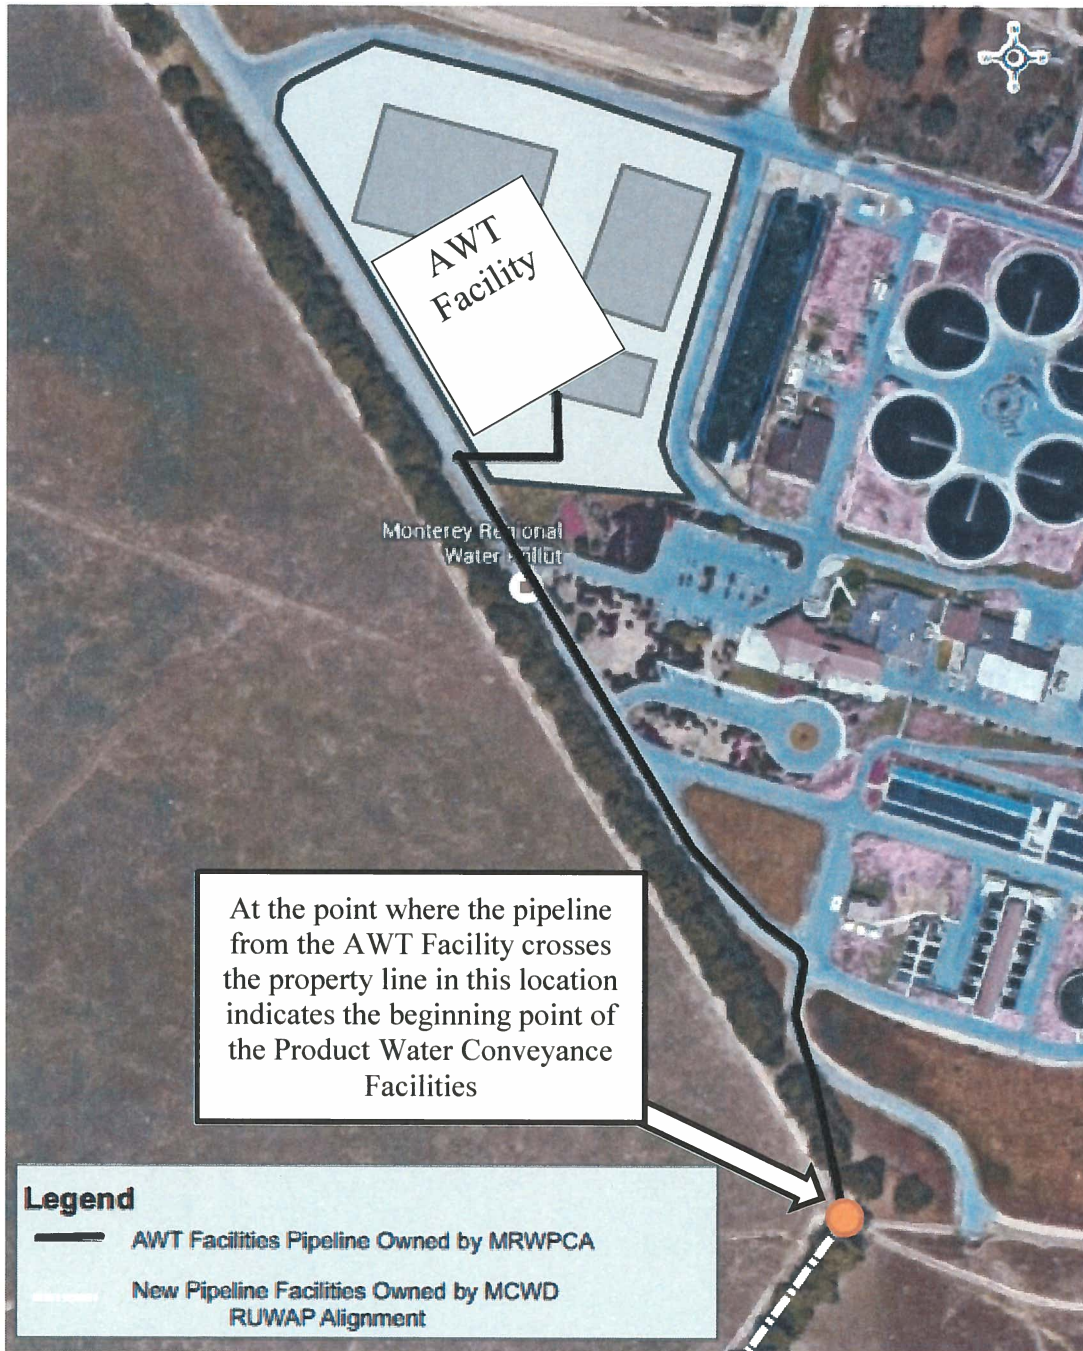 AWT
Facility
Monterey Regional
Water Pollut
At the point where the pipeline
from the AWT Facility crosses
the property line in this location
indicates the beginning point of
the Product Water Conveyance
Facilities
Legend
AWT Facilities Pipeline Owned by MRWPCA
New Pipeline Facilities Owned by MCWD
RUWAP Alignment